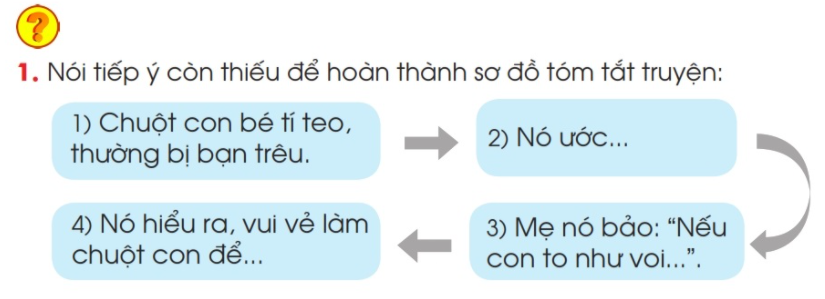 ?
1. Nói tiếp ý còn thiếu để hoàn thành sơ đồ tóm tắt truyện:
1) Chuột con bé tí teo,
thường bị bạn trêu.
2) Nó ước...
3) Mẹ nó bảo: “Nếu
con to như voi...”.
4) Nó hiểu ra, vui vẻ làm
chuột con để...